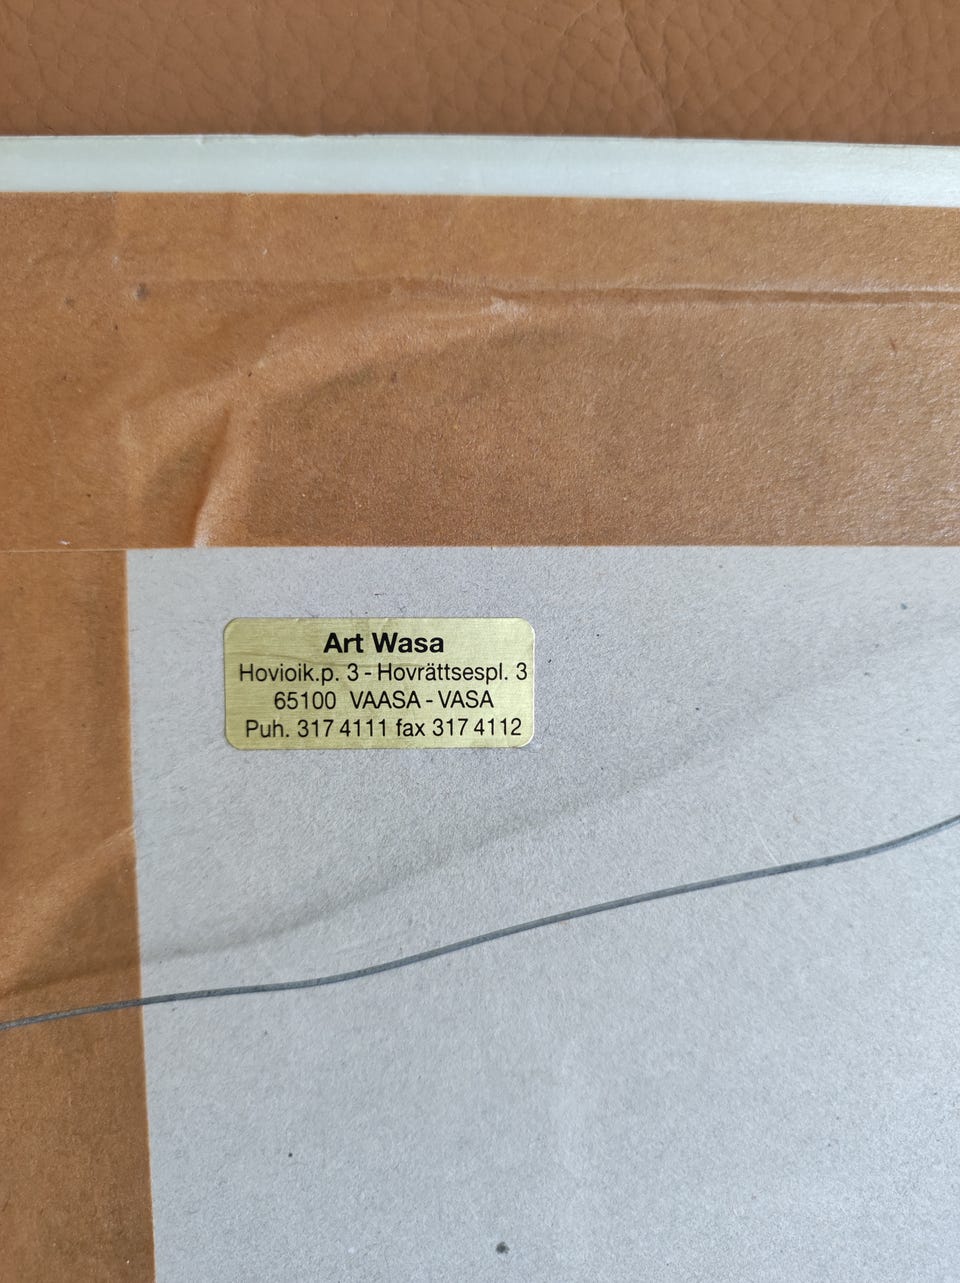 Art Wasa
Hovioik.p. 3 - Hovrättsespl. 3
65100 VAASA - VASA
Puh. 317 4111 fax 317 4112